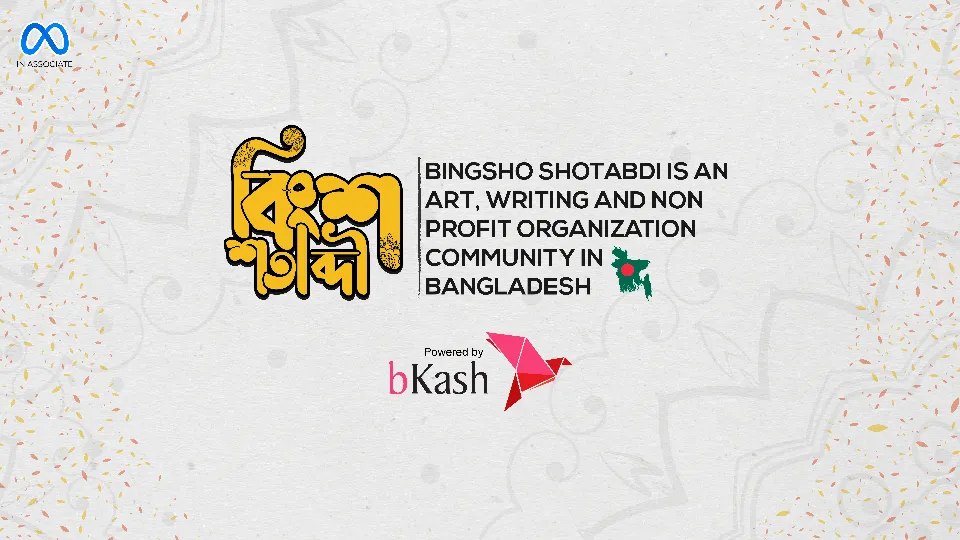 IN ASSOCIATE
বিংশ
শতাব্দী
BINGSHO SHOTABDI IS AN
ART, WRITING AND NON
PROFIT ORGANIZATION
COMMUNITY IN
BANGLADESH
Powered by
bKash